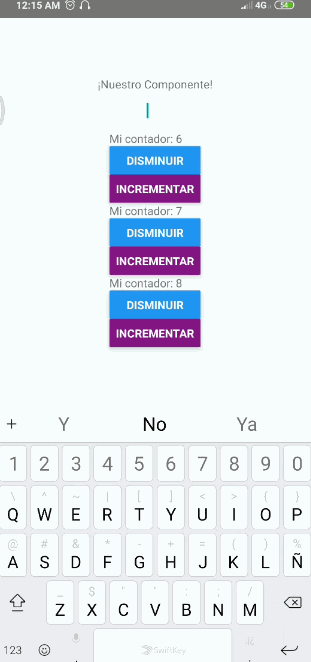 12:15 AM 4G 54
¡Nuestro Componente!
Mi contador: 6
DISMINUIR
INCREMENTAR
Mi contador: 7
DISMINUIR
INCREMENTAR
Mi contador: 8
DISMINUIR
INCREMENTAR
+ Y No Ya
1 2 3 4 5 6 7 8 9 0
\ ^ ~ | [ ] < > { }
Q W E R T Y U I O P
@ # & * - + = ( ) %
A S D F G H J K L Ñ
_ $ " ' : ; /
Z X C V B N M
123 SwiftKey